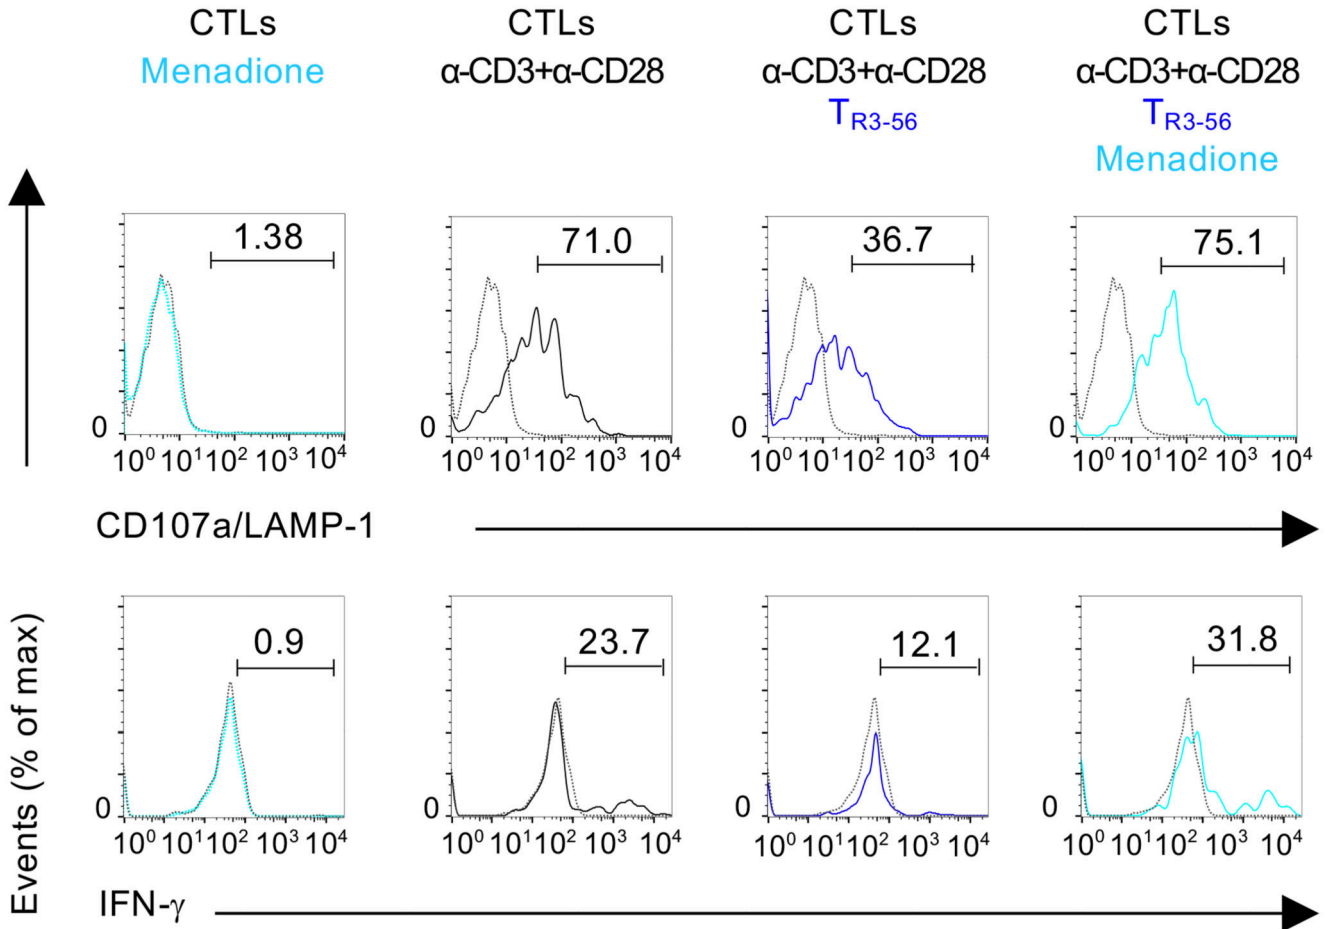 CTLs CTLs CTLs CTLs
Menadione α-CD3+α-CD28 α-CD3+α-CD28 α-CD3+α-CD28
TR3-56 TR3-56
Menadione
1.38 71.0 36.7 75.1
0 0 0 0
10⁰ 10¹ 10² 10³ 10⁴ 10⁰ 10¹ 10² 10³ 10⁴ 10⁰ 10¹ 10² 10³ 10⁴ 10⁰ 10¹ 10² 10³ 10⁴
CD107a/LAMP-1
Events (% of max)
0.9 23.7 12.1 31.8
0 0 0 0
10⁰ 10¹ 10² 10³ 10⁴ 10⁰ 10¹ 10² 10³ 10⁴ 10⁰ 10¹ 10² 10³ 10⁴ 10⁰ 10¹ 10² 10³ 10⁴
IFN-γ